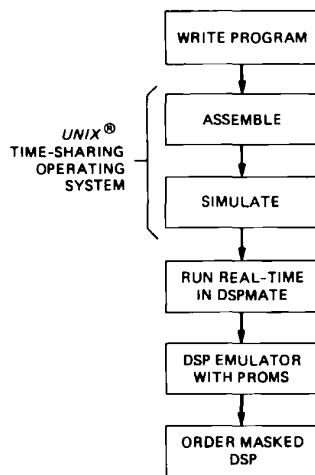 WRITE PROGRAM
UNIX®
TIME-SHARING
OPERATING
SYSTEM
ASSEMBLE
SIMULATE
RUN REAL-TIME
IN DSPMATE
DSP EMULATOR
WITH PROMS
ORDER MASKED
DSP